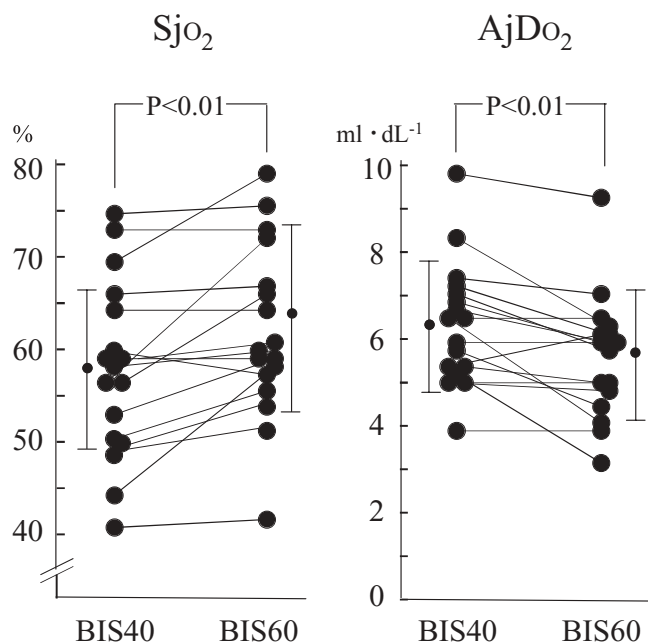 SjO₂
AjDO₂
P<0.01
P<0.01
%
ml · dL⁻¹
80
70
60
50
40
10
8
6
4
2
0
BIS40
BIS60
BIS40
BIS60